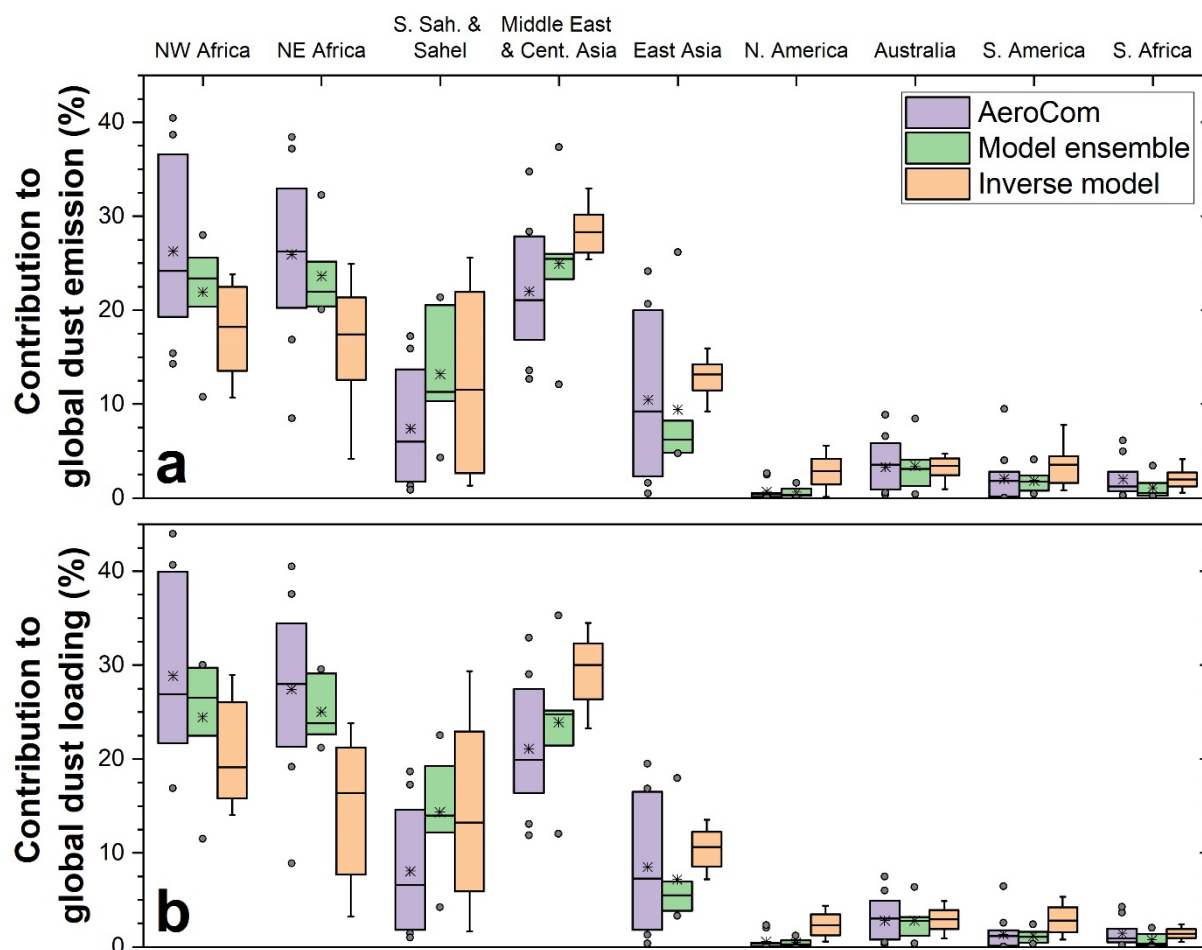 NW Africa
NE Africa
S. Sah. &
Sahel
Middle East
& Cent. Asia
East Asia
N. America
Australia
S. America
S. Africa
Contribution to
global dust emission (%)
40
30
20
10
0
AeroCom
Model ensemble
Inverse model
a
Contribution to
global dust loading (%)
40
30
20
10
0
b